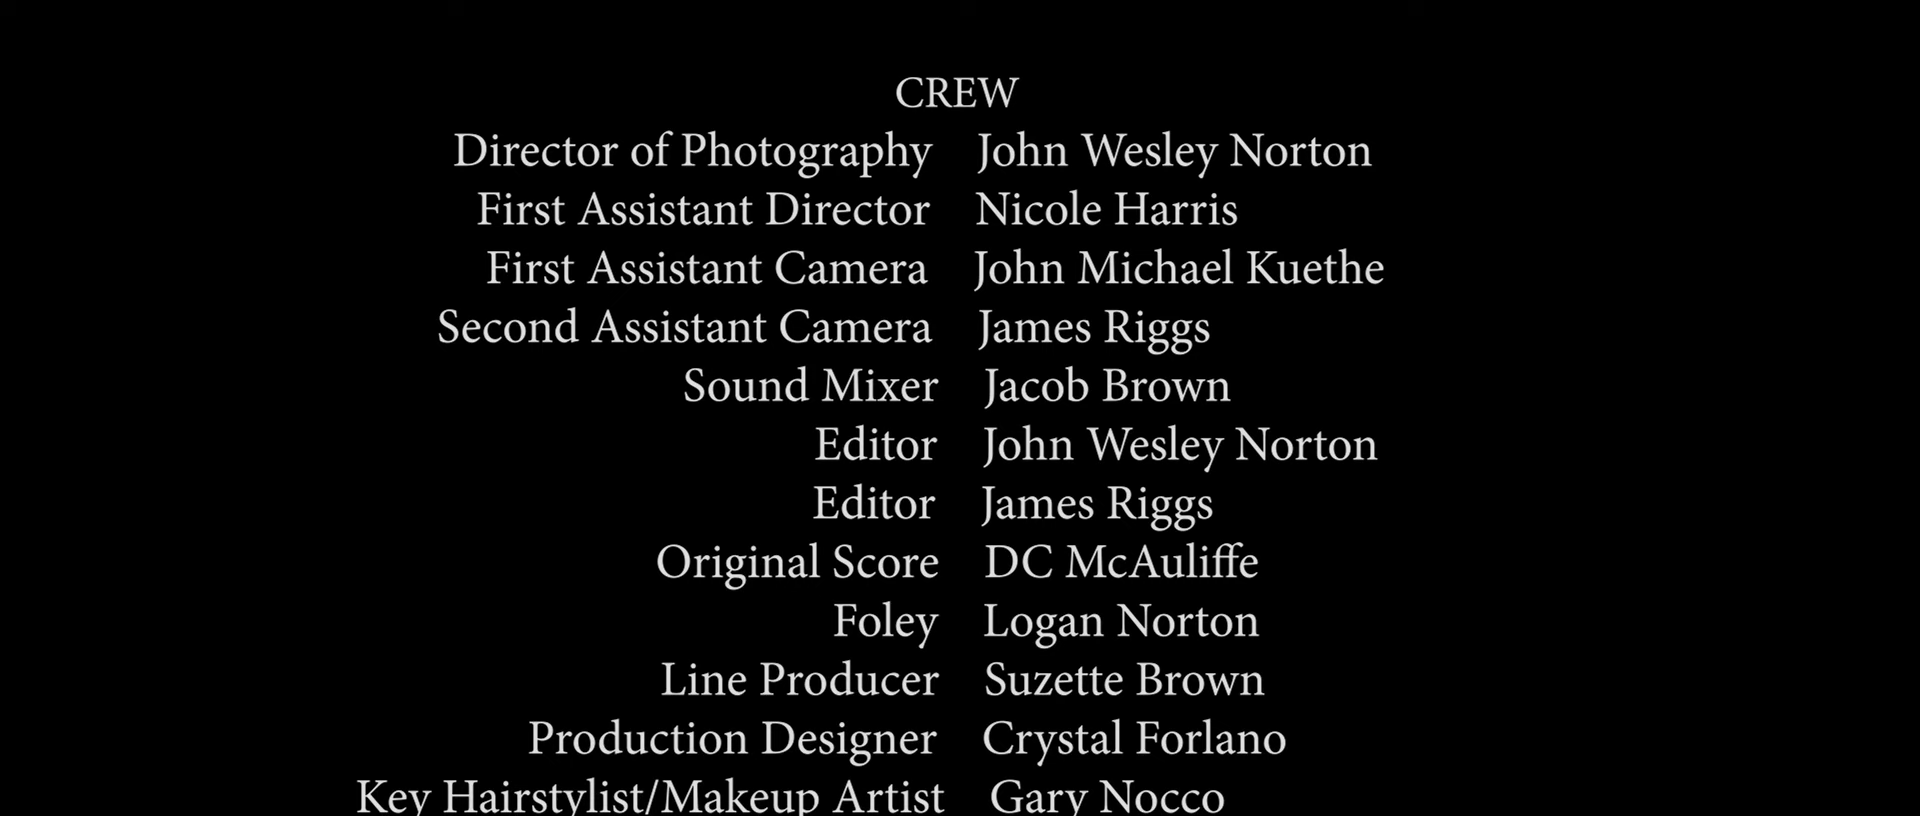 CREW
Director of Photography John Wesley Norton
First Assistant Director Nicole Harris
First Assistant Camera John Michael Kuethe
Second Assistant Camera James Riggs
Sound Mixer Jacob Brown
Editor John Wesley Norton
Editor James Riggs
Original Score DC McAuliffe
Foley Logan Norton
Line Producer Suzette Brown
Production Designer Crystal Forlano
Key Hairstylist/Makeup Artist Gary Nocco